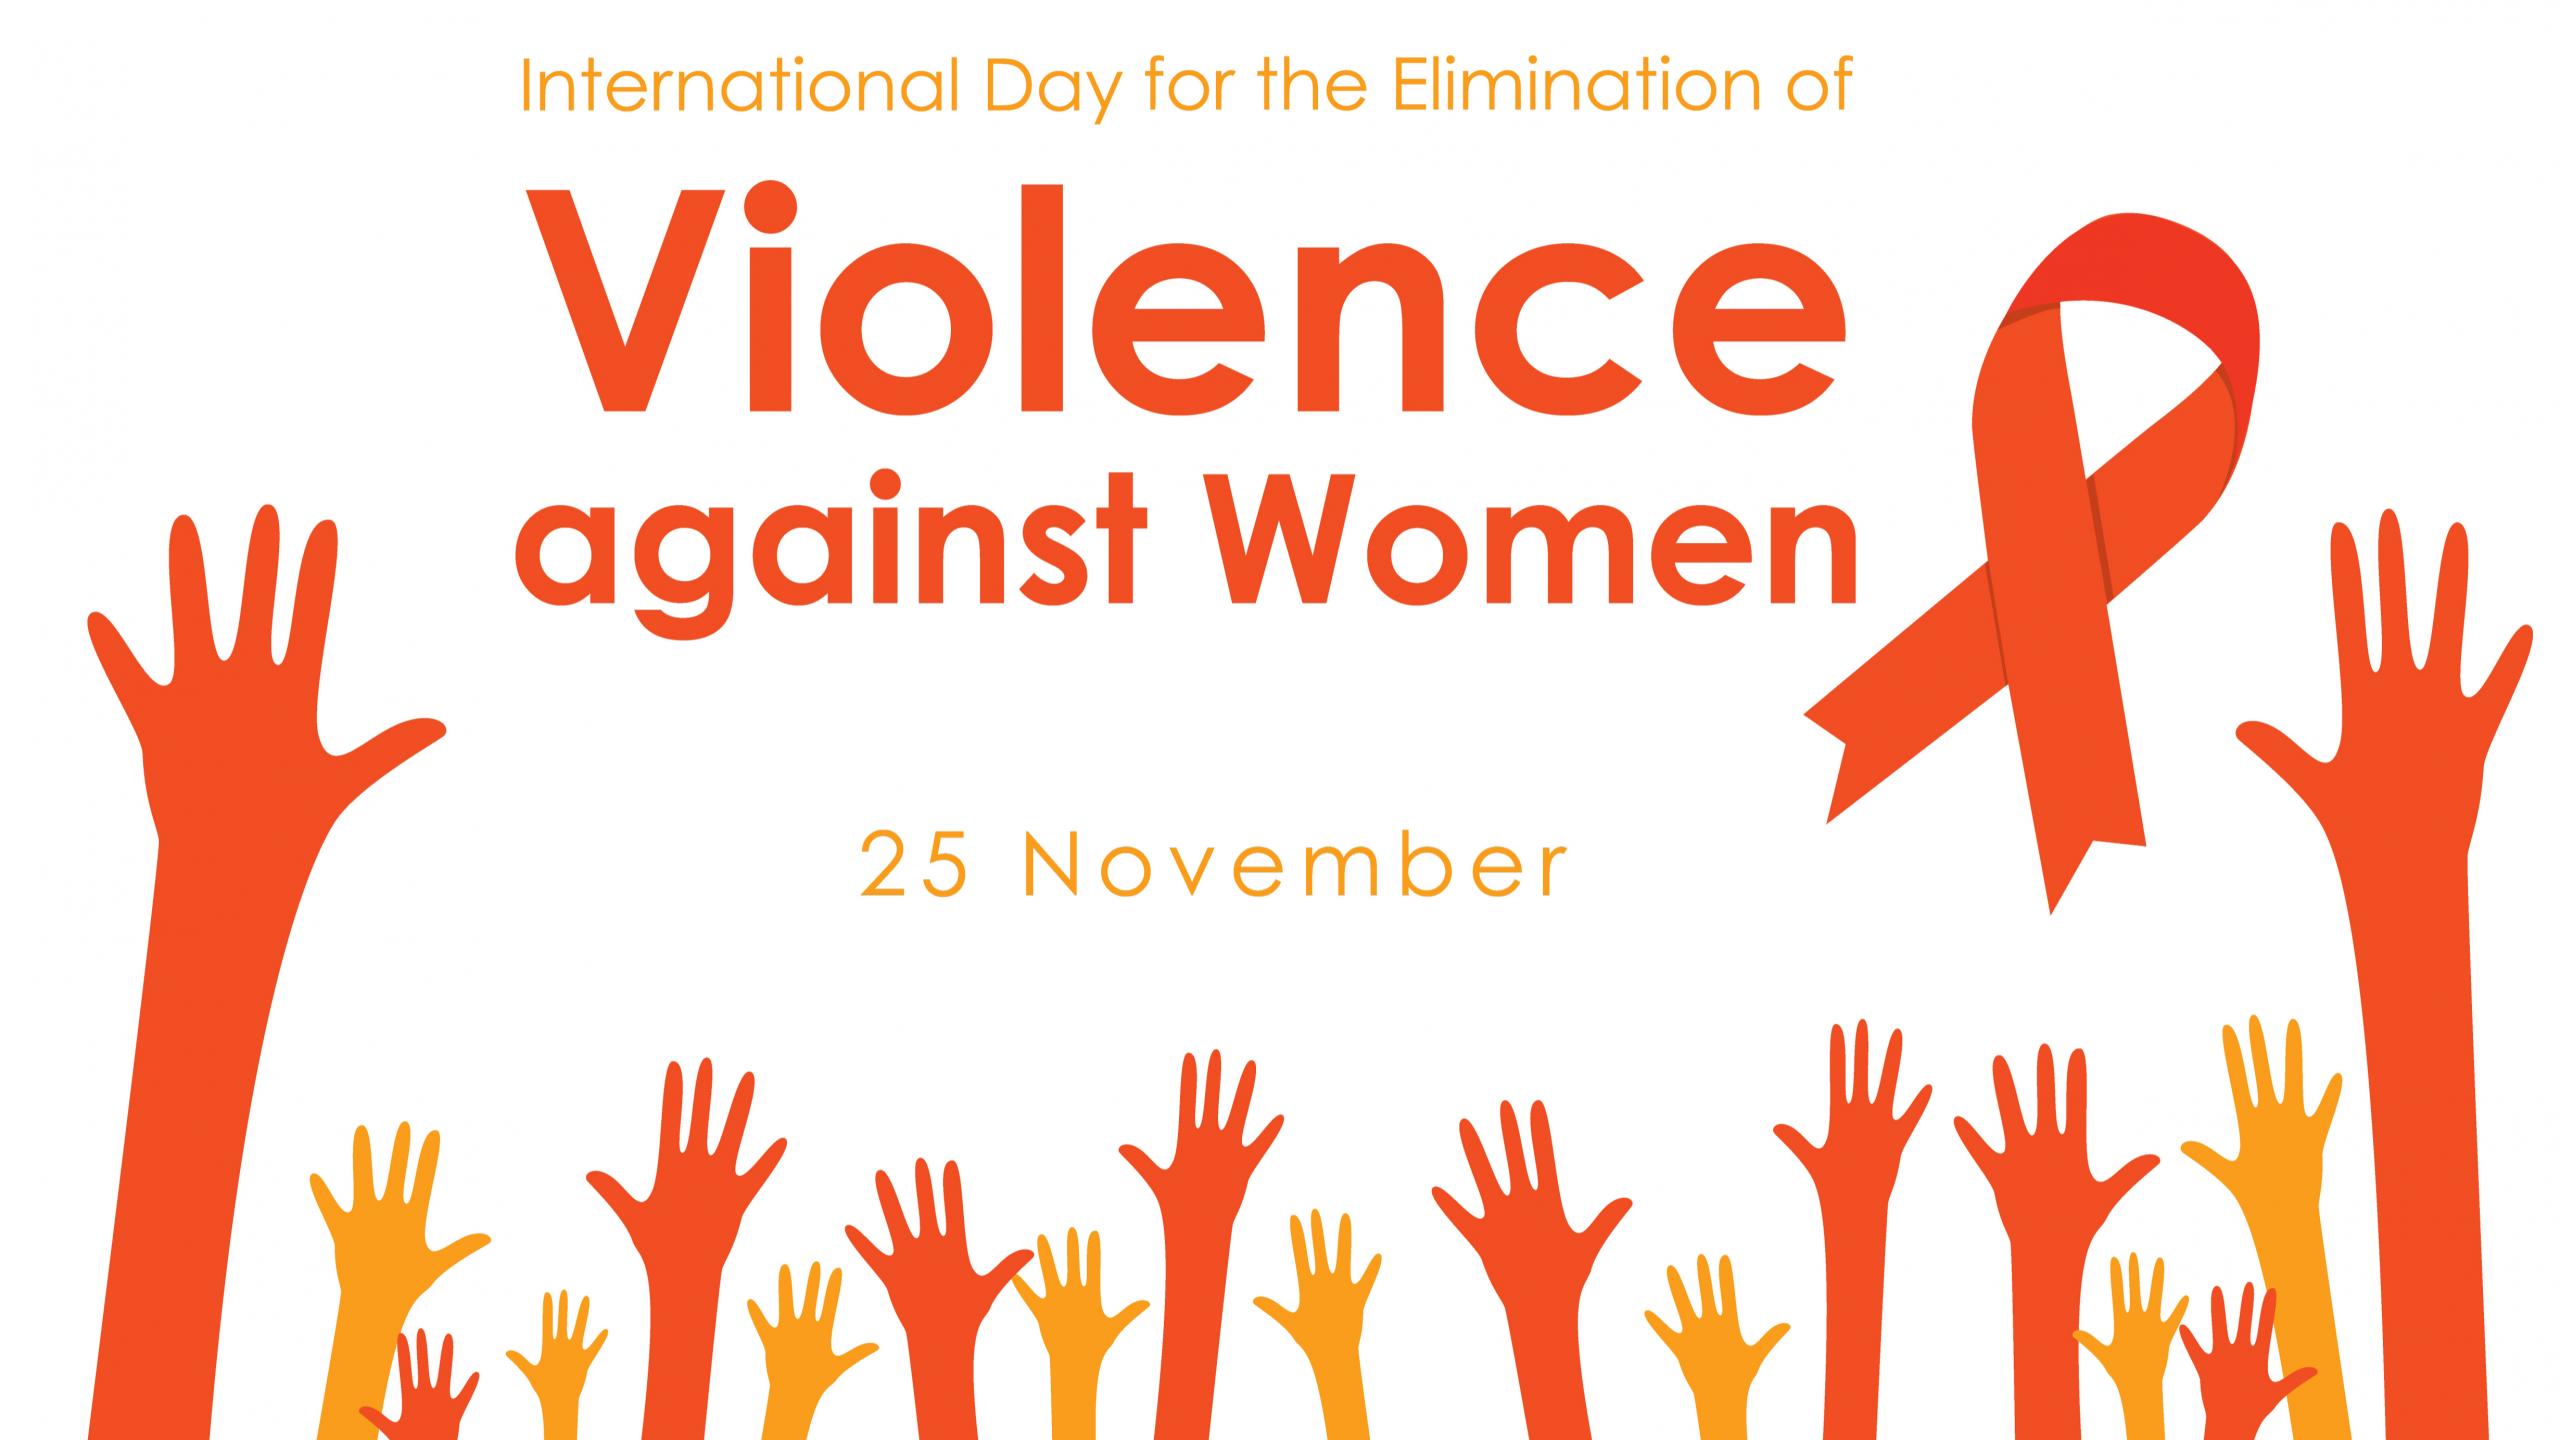 International Day for the Elimination of
Violence
against Women
25 November